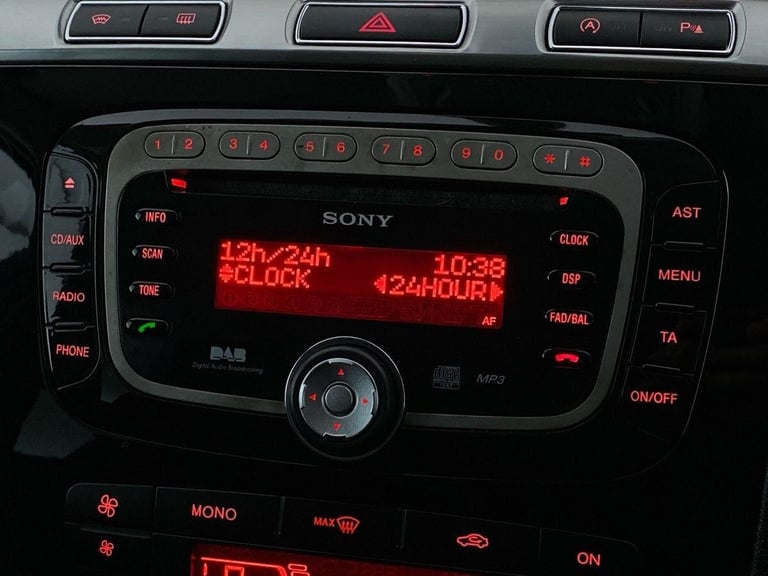 P
1 2 3 4 5 6 7 8 9 0 * #
INFO
SONY
CLOCK
AST
CD/AUX
SCAN
12h/24h 10:38
CLOCK 24HOUR
DSP
MENU
RADIO
TONE
AF
FAD/BAL
TA
PHONE
DAB
Digital Audio Broadcasting
MP3
ON/OFF
MONO
MAX
ON